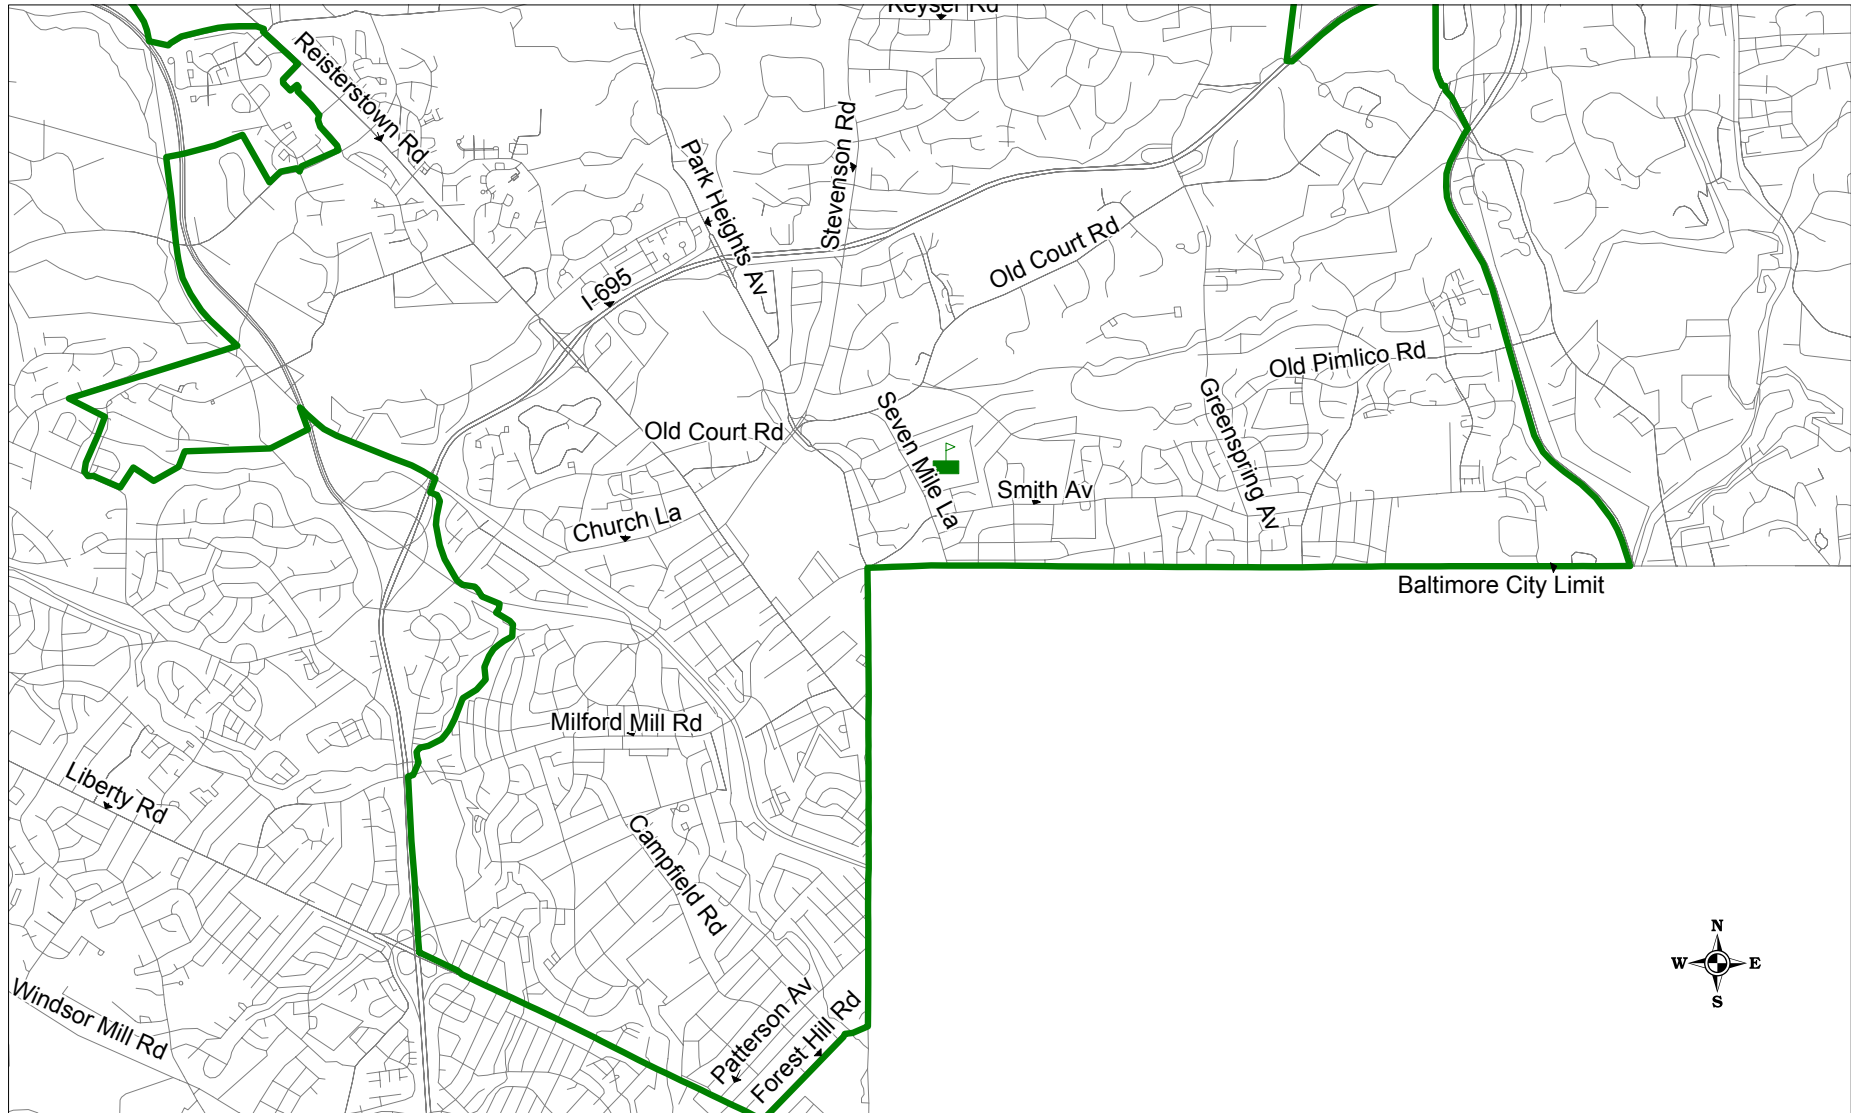 Keyser Rd
Reisterstown Rd
Stevenson Rd
Park Heights Av
Old Court Rd
I-695
Old Pimlico Rd
Greenspring Av
Seven Mile La
Old Court Rd
Smith Av
Church La
Baltimore City Limit
Milford Mill Rd
Liberty Rd
Campfield Rd
N
W E
S
Patterson Av
Forest Hill Rd
Windsor Mill Rd